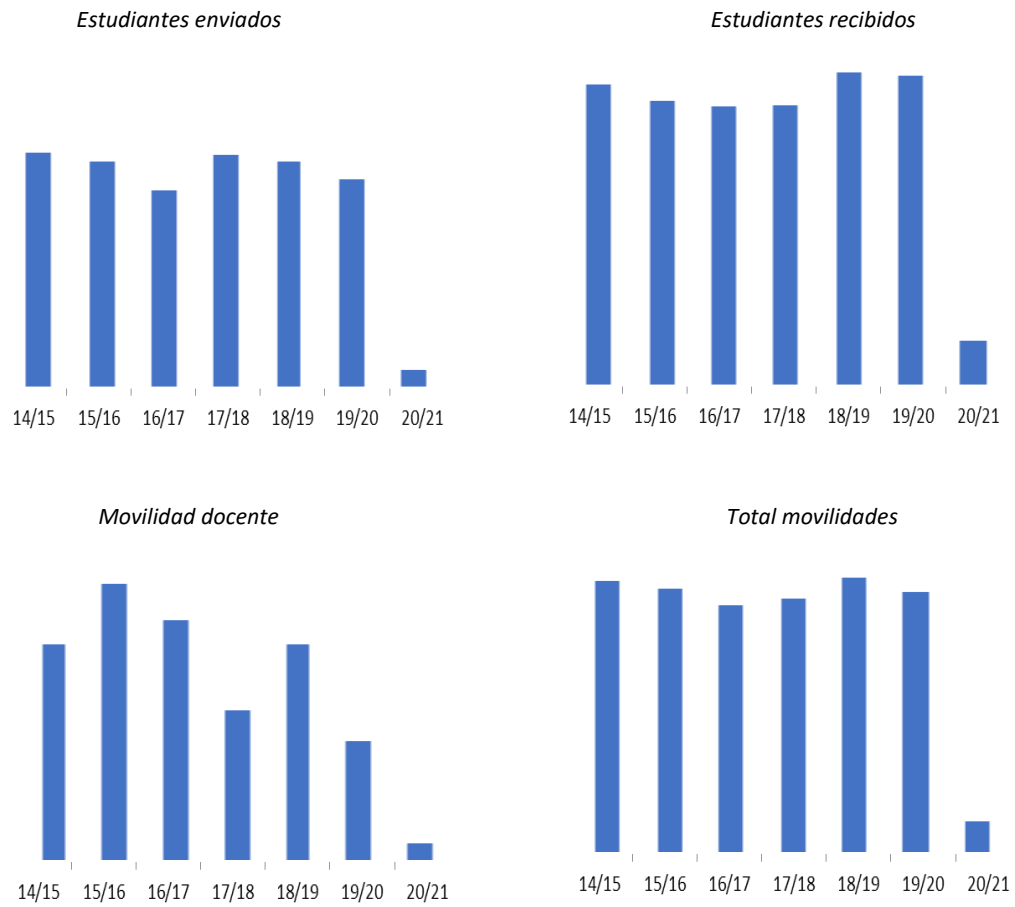 Estudiantes enviados
14/15 15/16 16/17 17/18 18/19 19/20 20/21
Estudiantes recibidos
14/15 15/16 16/17 17/18 18/19 19/20 20/21
Movilidad docente
14/15 15/16 16/17 17/18 18/19 19/20 20/21
Total movilidades
14/15 15/16 16/17 17/18 18/19 19/20 20/21